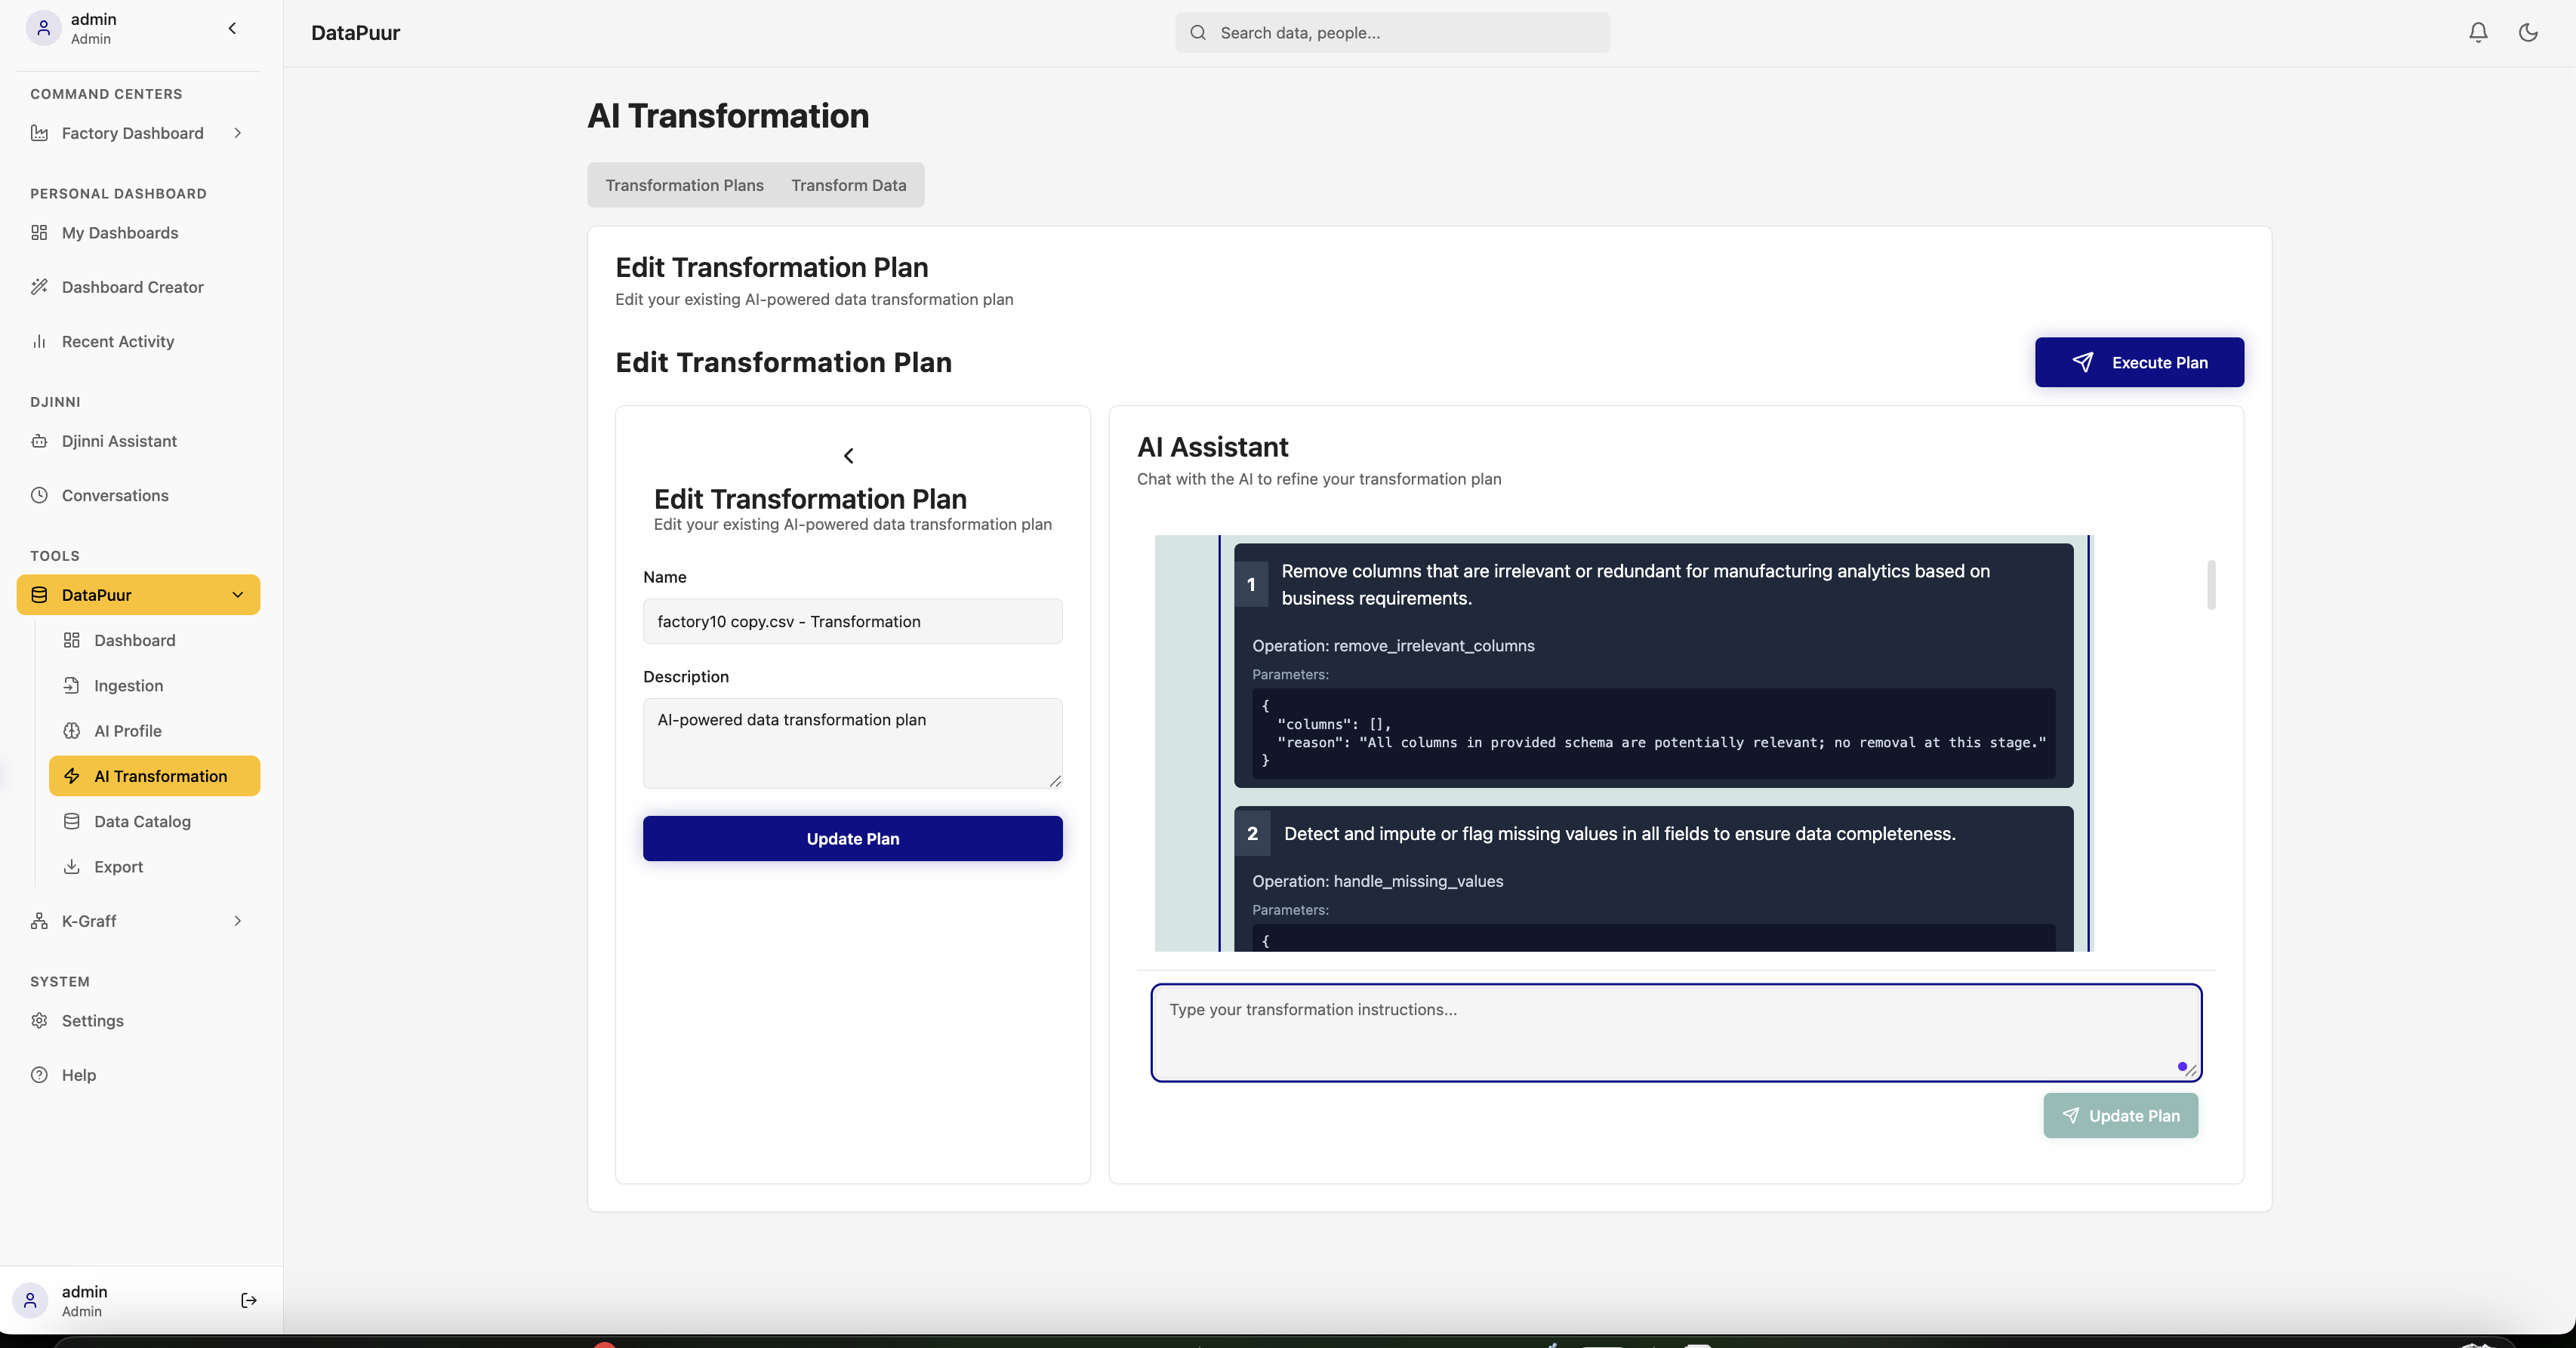 admin
Admin
COMMAND CENTERS
Factory Dashboard
PERSONAL DASHBOARD
My Dashboards
Dashboard Creator
Recent Activity
DJINNI
Djinni Assistant
Conversations
TOOLS
DataPuur
Dashboard
Ingestion
AI Profile
AI Transformation
Data Catalog
Export
K-Graff
SYSTEM
Settings
Help
admin
Admin
DataPuur
Search data, people...
AI Transformation
Transformation Plans
Transform Data
Edit Transformation Plan
Edit your existing AI-powered data transformation plan
Edit Transformation Plan
Execute Plan
Edit Transformation Plan
Edit your existing AI-powered data transformation plan
Name
factory10 copy.csv - Transformation
Description
AI-powered data transformation plan
Update Plan
AI Assistant
Chat with the AI to refine your transformation plan
1
Remove columns that are irrelevant or redundant for manufacturing analytics based on
business requirements.
Operation: remove_irrelevant_columns
Parameters:
{
"columns": [],
"reason": "All columns in provided schema are potentially relevant; no removal at this stage."
}
2
Detect and impute or flag missing values in all fields to ensure data completeness.
Operation: handle_missing_values
Parameters:
{
Type your transformation instructions...
Update Plan